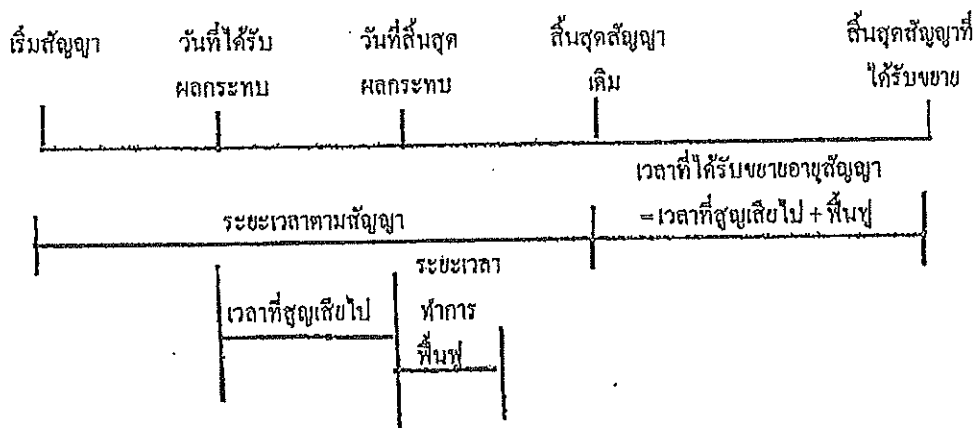 เริ่มสัญญา
วันที่ได้รับ
ผลกระทบ
วันที่สิ้นสุด
ผลกระทบ
สิ้นสุดสัญญา
เดิม
สิ้นสุดสัญญาที่
ได้รับขยาย
เวลาที่ได้รับขยายอายุสัญญา
=เวลาที่สูญเสียไป + ฟื้นฟู
ระยะเวลาตามสัญญา
เวลาที่สูญเสียไป
ระยะเวลา
ทำการ
ฟื้นฟู